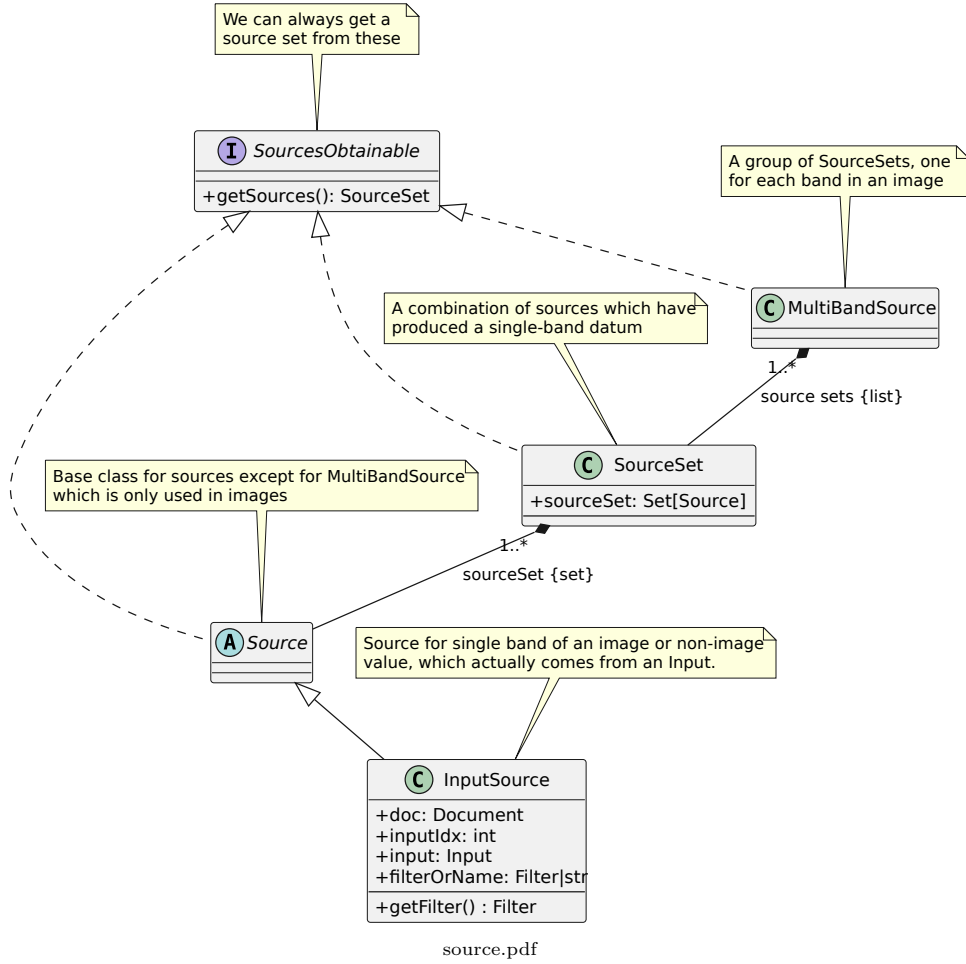 We can always get a
source set from these
I SourcesObtainable
+getSources(): SourceSet
A group of SourceSets, one
for each band in an image
C MultiBandSource
A combination of sources which have
produced a single-band datum
1..*
source sets {list}
C SourceSet
+sourceSet: Set[Source]
Base class for sources except for MultiBandSource
which is only used in images
1..*
sourceSet {set}
A Source
Source for single band of an image or non-image
value, which actually comes from an Input.
C InputSource
+doc: Document
+inputIdx: int
+input: Input
+filterOrName: Filter|str
+getFilter() : Filter
source.pdf